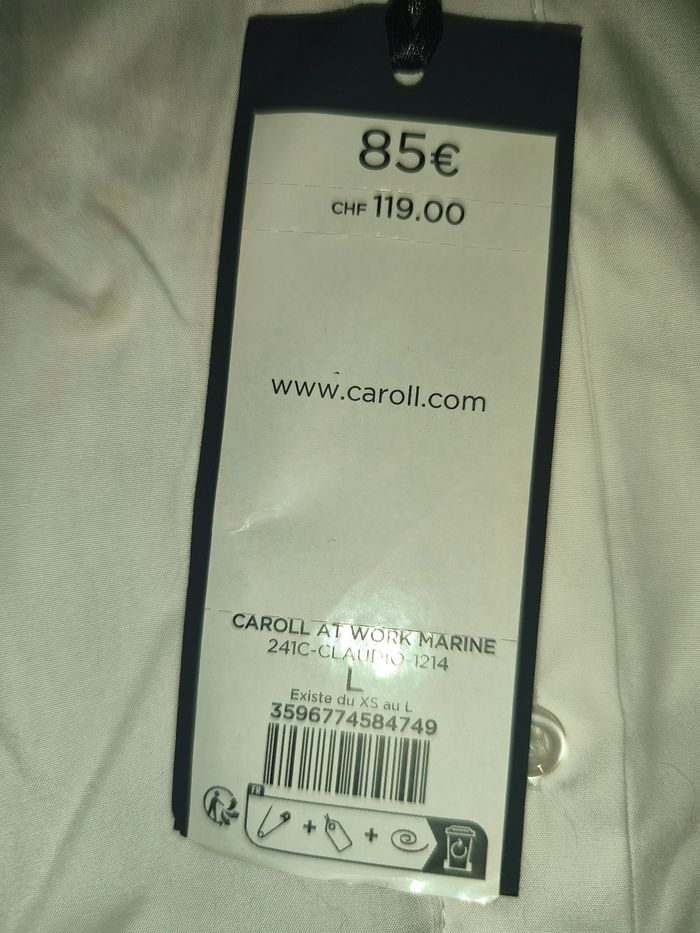 85€
CHF 119.00
www.caroll.com
CAROLL AT WORK MARINE
241C-CLAUDIO-1214
L
Existe du XS au L
3596774584749
FR
+ +